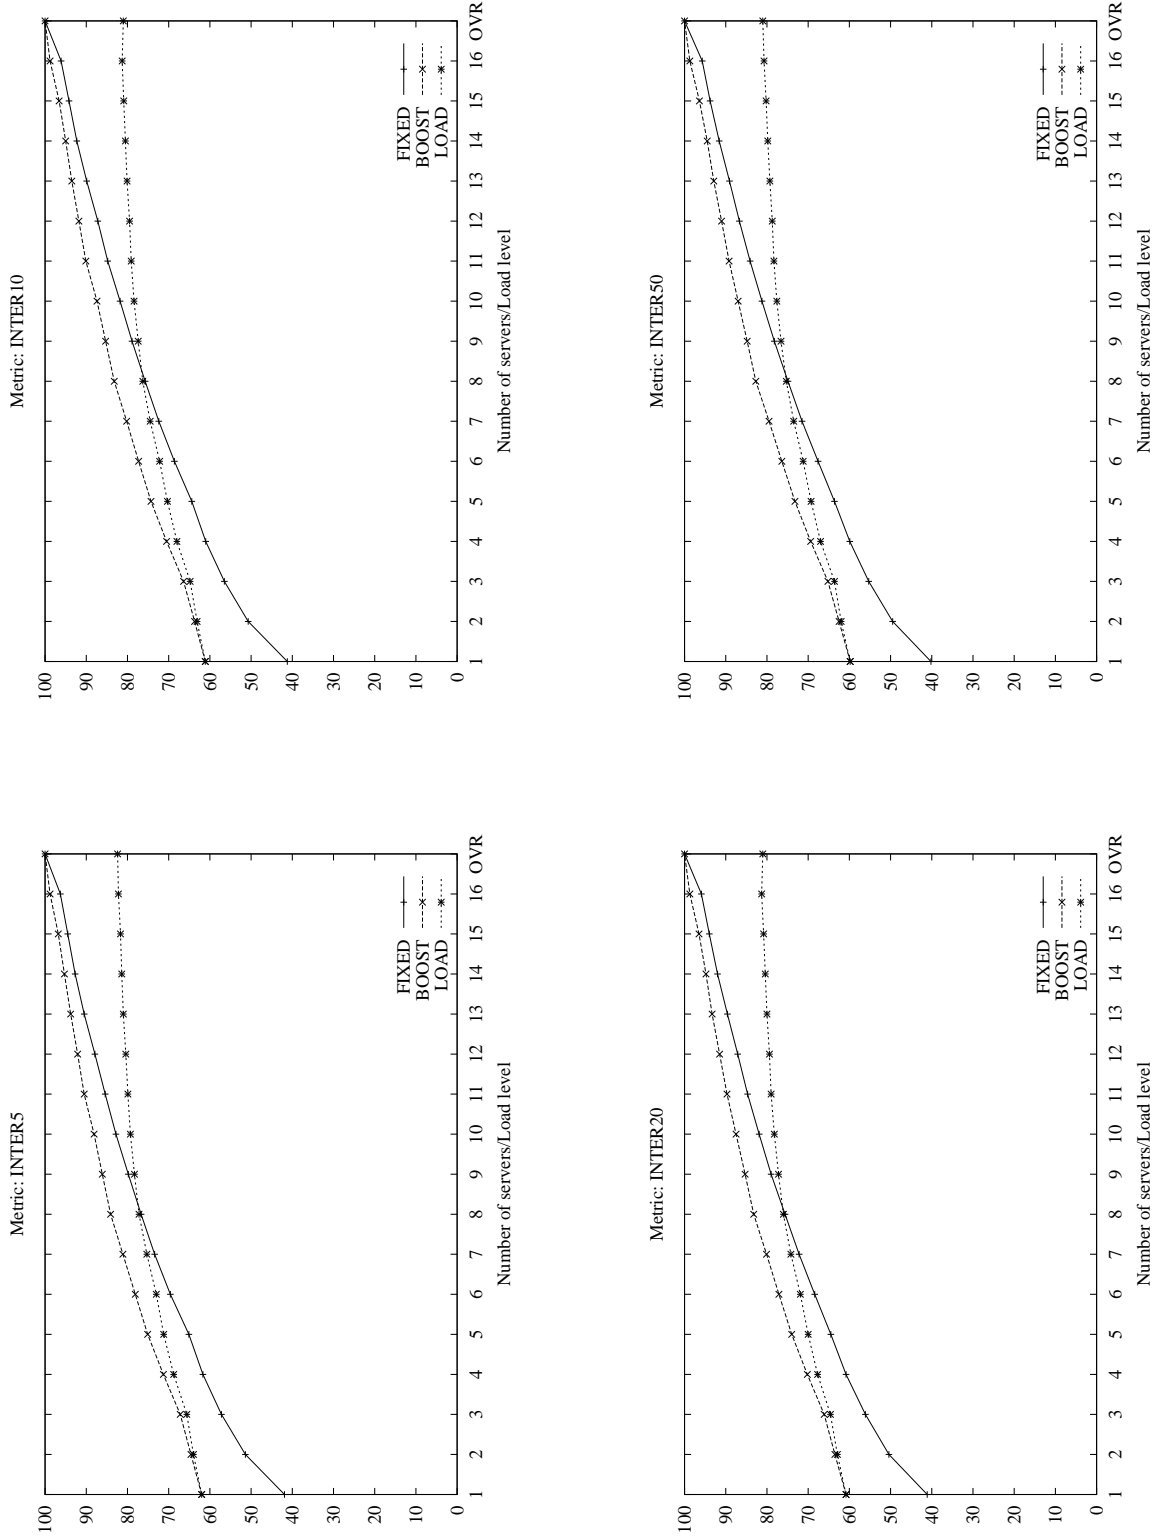 Metric: INTER5
100
90
80
70
60
50
40
30
20
10
0
1 2 3 4 5 6 7 8 9 10 11 12 13 14 15 16 OVR
Number of servers/Load level
FIXED
BOOST
LOAD
Metric: INTER10
100
90
80
70
60
50
40
30
20
10
0
1 2 3 4 5 6 7 8 9 10 11 12 13 14 15 16 OVR
Number of servers/Load level
FIXED
BOOST
LOAD
Metric: INTER20
100
90
80
70
60
50
40
30
20
10
0
1 2 3 4 5 6 7 8 9 10 11 12 13 14 15 16 OVR
Number of servers/Load level
FIXED
BOOST
LOAD
Metric: INTER50
100
90
80
70
60
50
40
30
20
10
0
1 2 3 4 5 6 7 8 9 10 11 12 13 14 15 16 OVR
Number of servers/Load level
FIXED
BOOST
LOAD